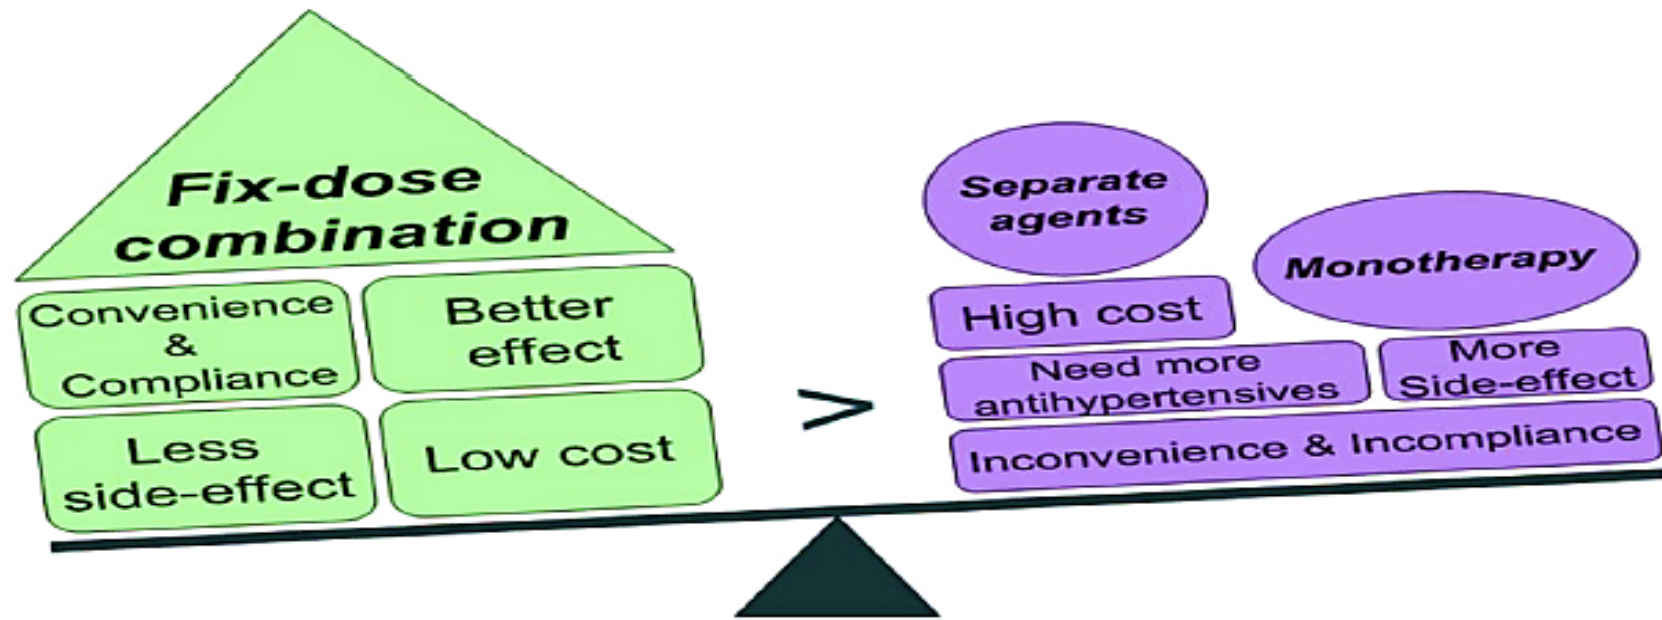 Fix-dose
combination
Convenience
&
Compliance
Better
effect
Less
side-effect
Low cost
>
Separate
agents
Monotherapy
High cost
Need more
antihypertensives
More
Side-effect
Inconvenience & Incompliance